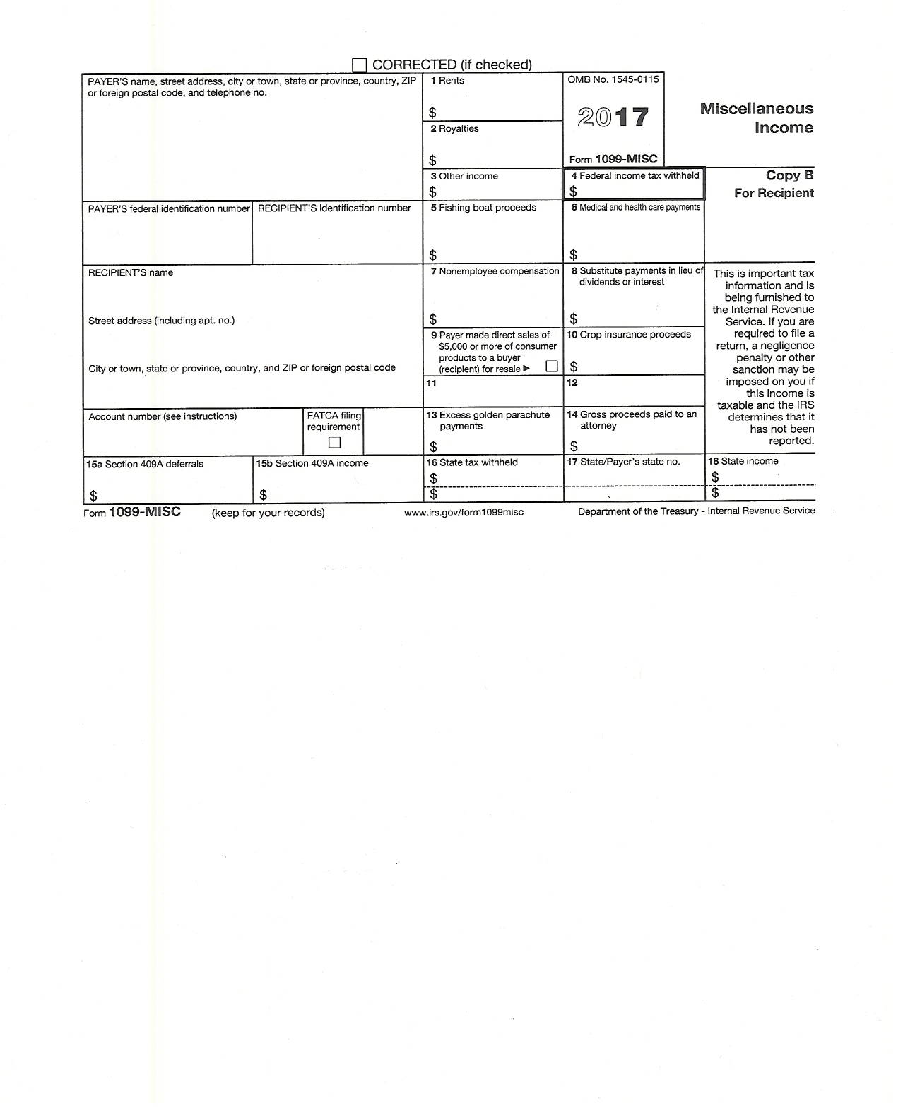 CORRECTED (if checked)
PAYER'S name, street address, city or town, state or province, country, ZIP
or foreign postal code, and telephone no.
1 Rents
$
2 Royalties
$
OMB No. 1545-0115
2017
Form 1099-MISC
Miscellaneous
Income
3 Other income
$
4 Federal income tax withheld
$
Copy B
For Recipient
PAYER'S federal identification number
RECIPIENT'S identification number
5 Fishing boat proceeds
$
6 Medical and health care payments
$
RECIPIENT'S name
Street address (including apt. no.)
City or town, state or province, country, and ZIP or foreign postal code
7 Nonemployee compensation
$
8 Substitute payments in lieu of
dividends or interest
$
9 Payer made direct sales of
$5,000 or more of consumer
products to a buyer
(recipient) for resale ►
10 Crop insurance proceeds
$
11
12
This is important tax
information and is
being furnished to
the Internal Revenue
Service. If you are
required to file a
return, a negligence
penalty or other
sanction may be
imposed on you if
this income is
taxable and the IRS
determines that it
has not been
reported.
Account number (see instructions)
FATCA filing
requirement
13 Excess golden parachute
payments
$
14 Gross proceeds paid to an
attorney
$
15a Section 409A deferrals
$
15b Section 409A income
$
16 State tax withheld
$
$
17 State/Payer's state no.
18 State income
$
$
Form 1099-MISC
(keep for your records)
www.irs.gov/form1099misc
Department of the Treasury - Internal Revenue Service